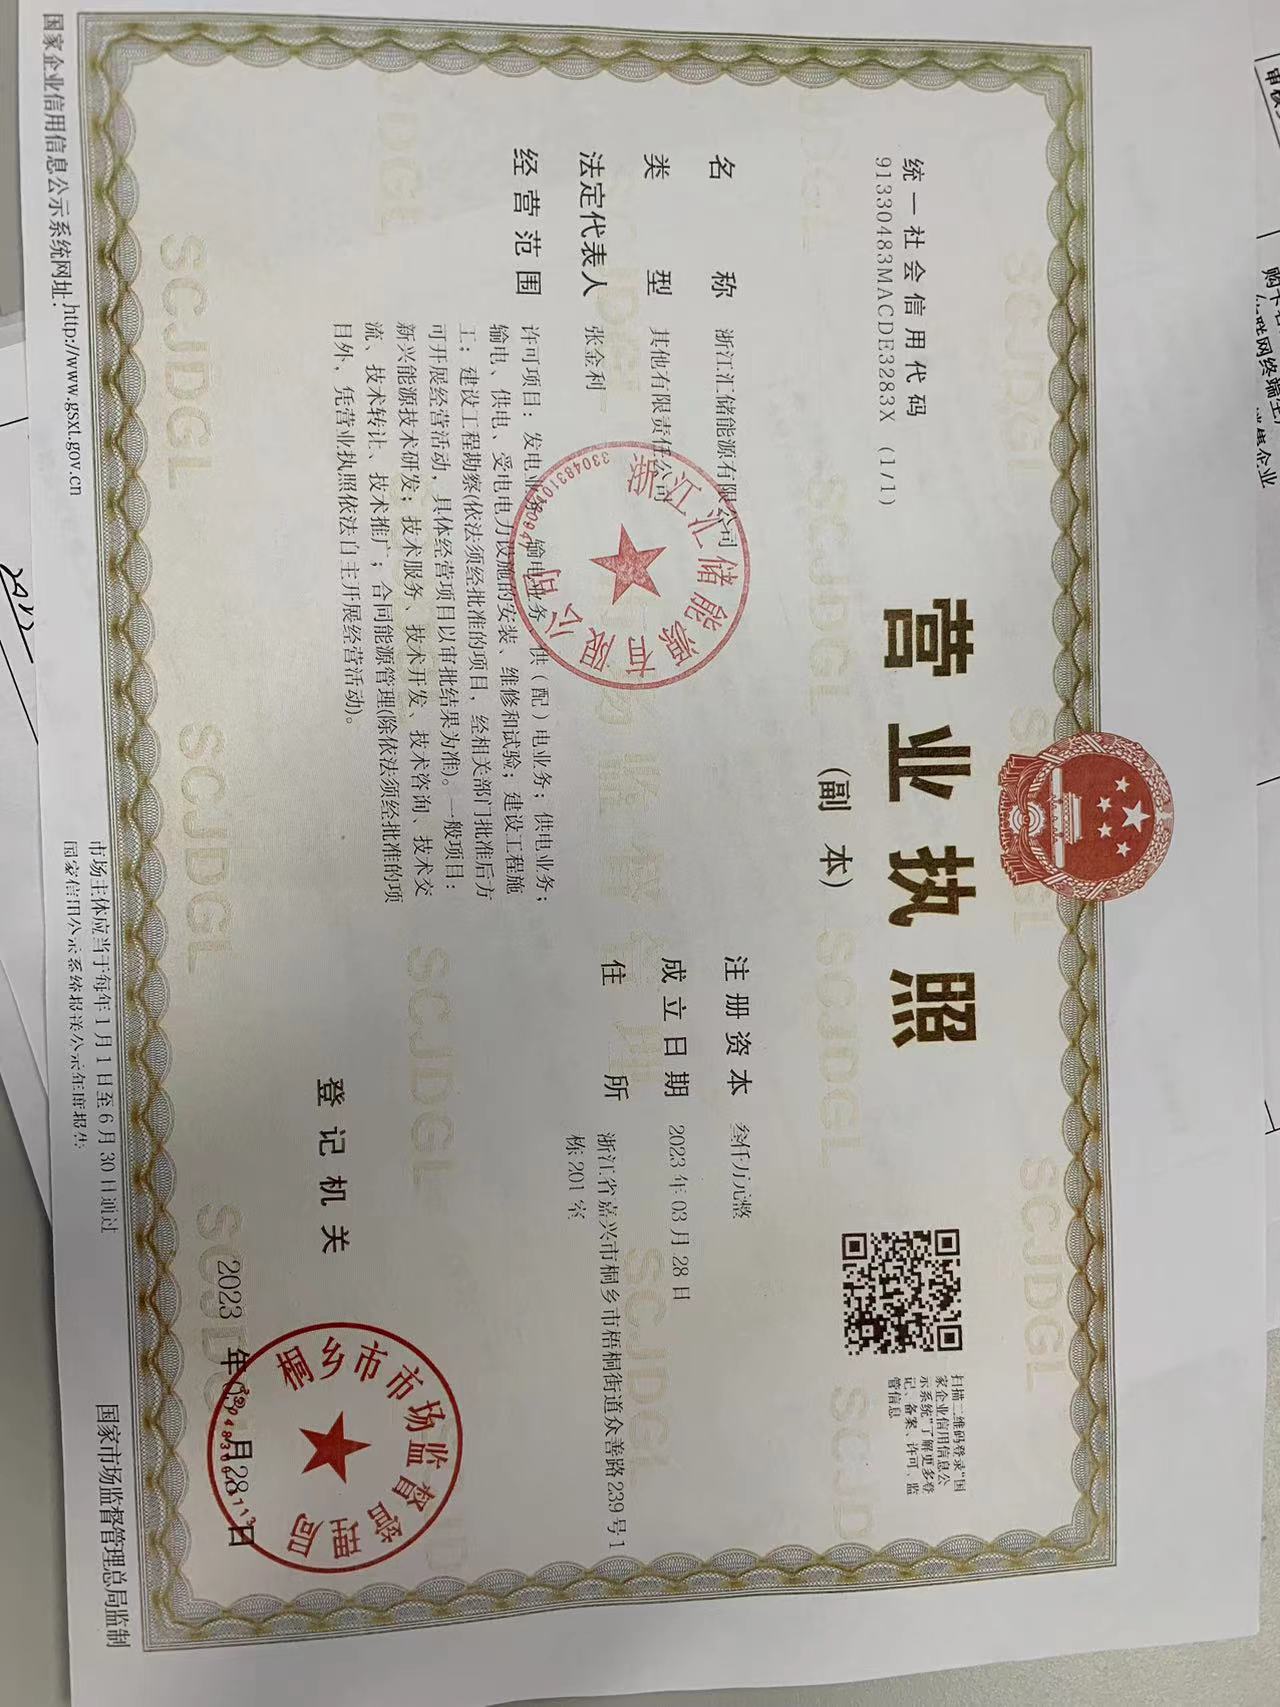 审核
购卡名
物联网终端生产
销售企业
营业执照
(副 本)
统一社会信用代码
91330483MACDE3283X (1/1)
扫描二维码登录“国
家企业信用信息公
示系统”了解更多登
记、备案、许可、监
管信息
名 称 浙江汇储能源有限公司
类 型 其他有限责任公司
法定代表人 张金利
经营范围 许可项目：发电业务、输电业务、供（配）电业务；供电业务；
输电、供电、受电电力设施的安装、维修和试验；建设工程施
工；建设工程勘察(依法须经批准的项目，经相关部门批准后方
可开展经营活动，具体经营项目以审批结果为准)。一般项目：
新兴能源技术研发；技术服务、技术开发、技术咨询、技术交
流、技术转让、技术推广；合同能源管理(除依法须经批准的项
目外，凭营业执照依法自主开展经营活动)。
注册资本 叁仟万元整
成立日期 2023年03月28日
住 所 浙江省嘉兴市桐乡市梧桐街道众善路239号1
栋201室
浙江汇储能源有限公司
登记机关
桐乡市市场监督管理局
2023 年03 月28 日
SCJDGL
市场监督管理
国家企业信用信息公示系统网址：http://www.gsxt.gov.cn
市场主体应当于每年1月1日至6月30日通过
国家信用公示系统报送公示年度报告
国家市场监督管理总局监制